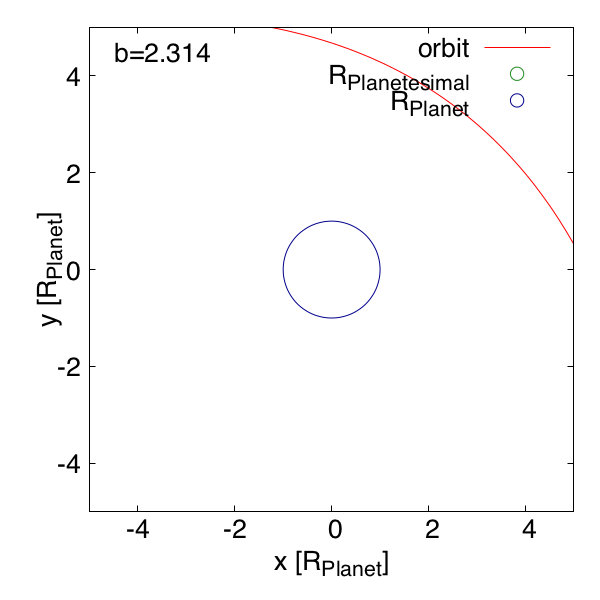 b=2.314
orbit
R_Planetesimal
R_Planet
4
2
0
-2
-4
y [R_Planet]
-4 -2 0 2 4
x [R_Planet]